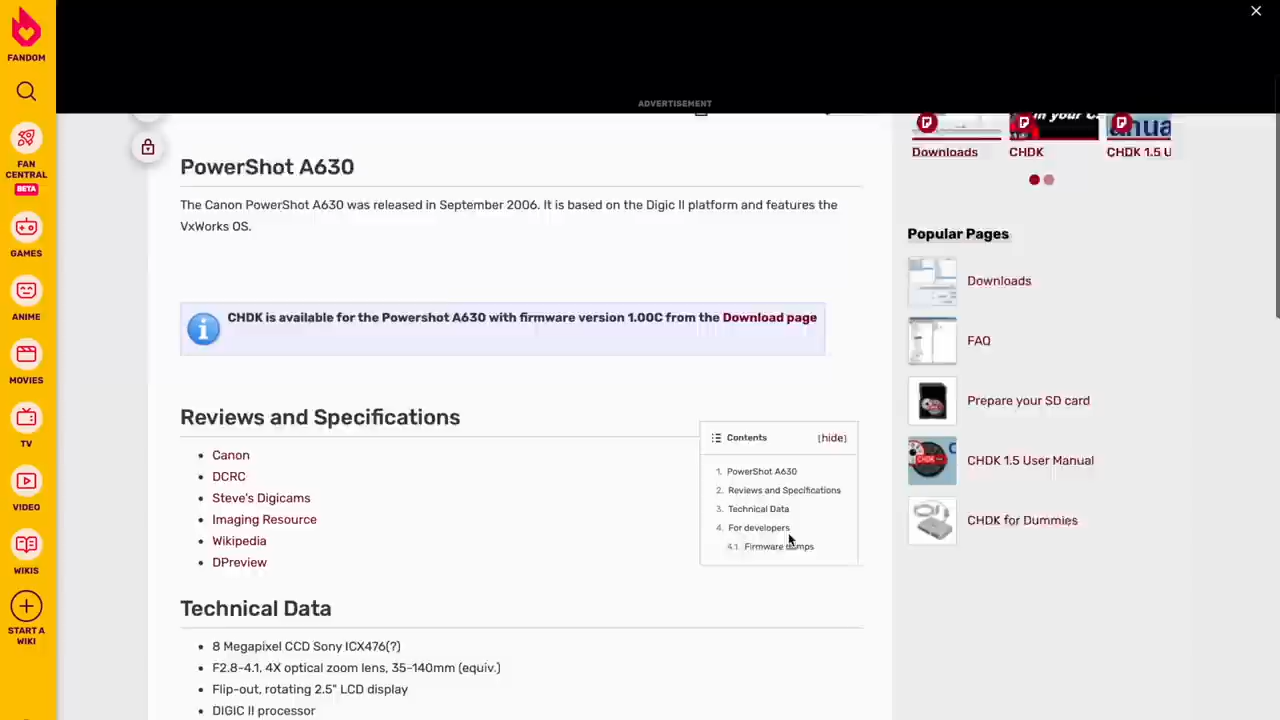 ADVERTISEMENT
FANDOM
FAN
CENTRAL
BETA
GAMES
ANIME
MOVIES
TV
VIDEO
WIKIS
START A
WIKI
PowerShot A630
The Canon PowerShot A630 was released in September 2006. It is based on the Digic II platform and features the
VxWorks OS.
CHDK is available for the Powershot A630 with firmware version 1.00C from the Download page
Reviews and Specifications
Canon
DCRC
Steve's Digicams
Imaging Resource
Wikipedia
DPreview
Contents [hide]
1. PowerShot A630
2. Reviews and Specifications
3. Technical Data
4. For developers
4.1. Firmware
Technical Data
8 Megapixel CCD Sony ICX476(?)
F2.8-4.1, 4X optical zoom lens, 35-140mm (equiv.)
Flip-out, rotating 2.5" LCD display
DIGIC II processor
Downloads
CHDK
CHDK 1.5 U
Popular Pages
Downloads
FAQ
Prepare your SD card
CHDK 1.5 User Manual
CHDK for Dummies